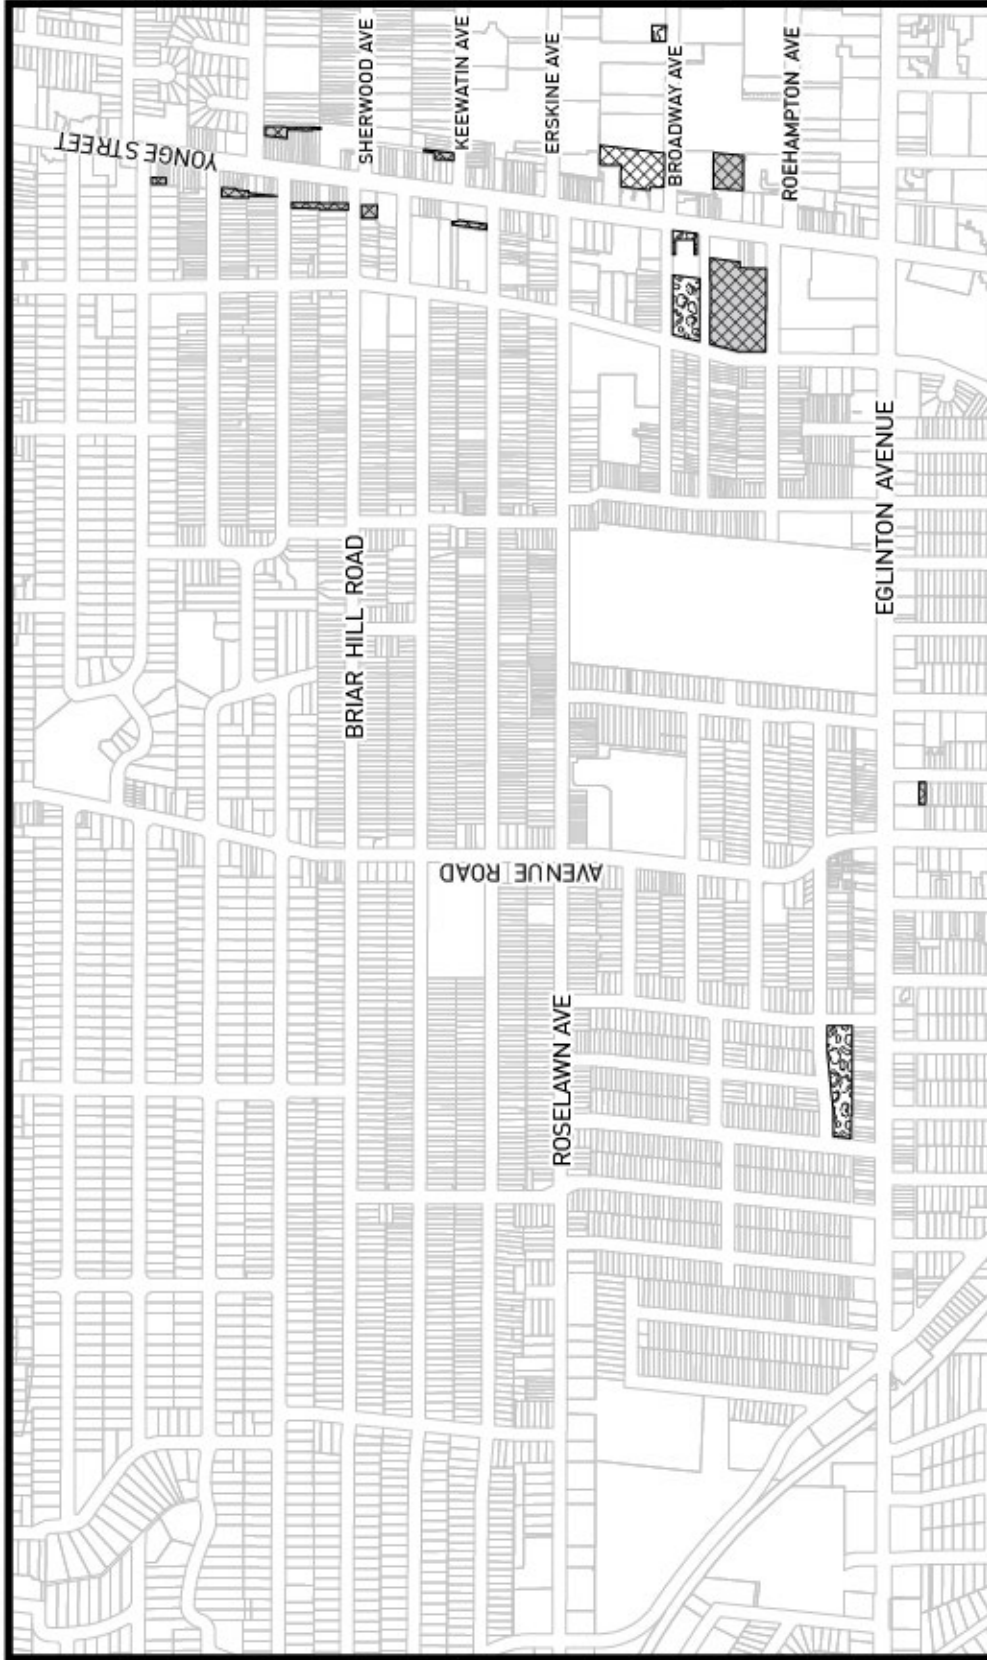 SHERWOOD AVE
KEEWATIN AVE
ERSKINE AVE
BROADWAY AVE
ROEHAMPTON AVE
YONGE STREET
EGLINTON AVENUE
BRIAR HILL ROAD
AVENUE ROAD
ROSELAWN AVE